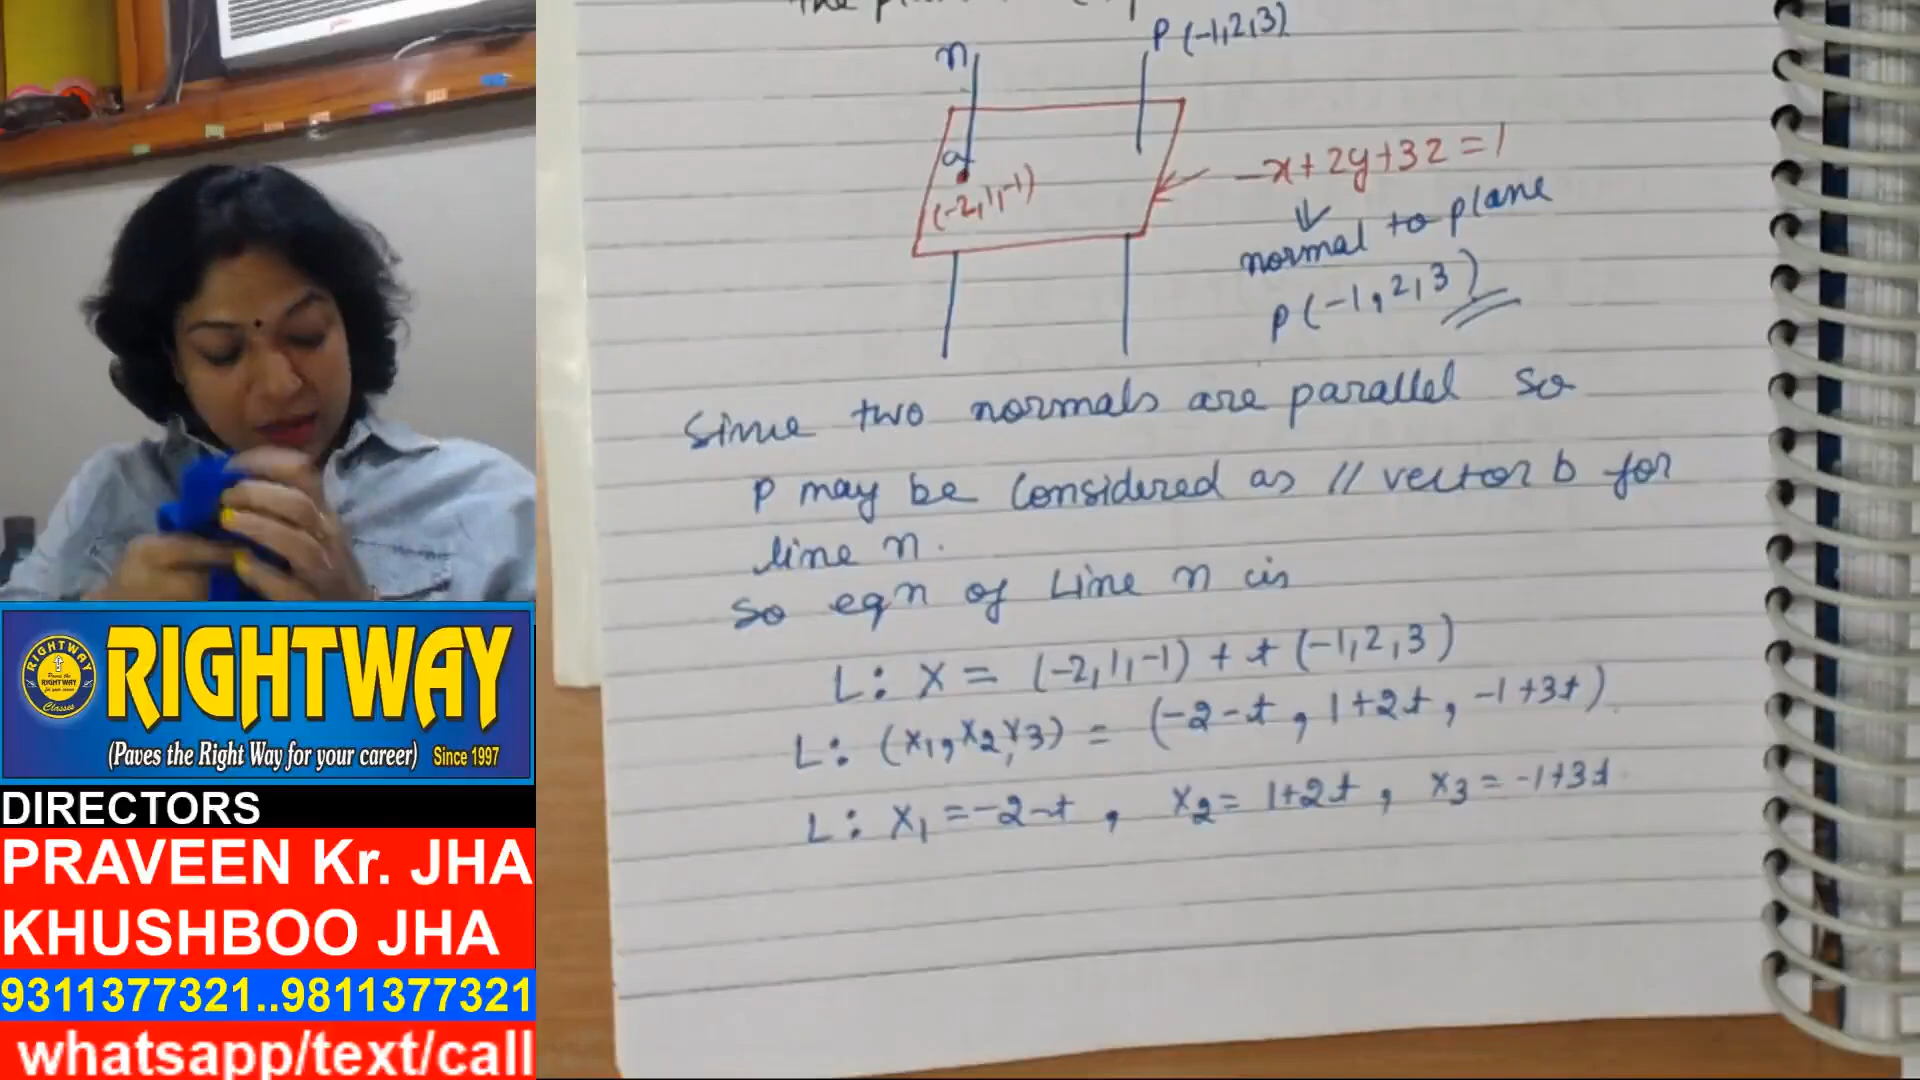 n
P (-1,2,3)
a
(-2,1,-1)
-x+2y+3z=1
⇓
normal to plane
P(-1,2,3)
Since two normals are parallel so
P may be considered as // vector b for
line n.
So eqn of Line n is
L: X = (-2,1,-1) + t (-1,2,3)
L: (x₁,x₂,x₃) = (-2-t, 1+2t, -1+3t).
L: x₁ = -2-t, x₂ = 1+2t, x₃ = -1+3t.
RIGHTWAY
Classes
RIGHTWAY
(Paves the Right Way for your career) Since 1997
DIRECTORS
PRAVEEN Kr. JHA
KHUSHBOO JHA
9311377321..9811377321
whatsapp/text/call